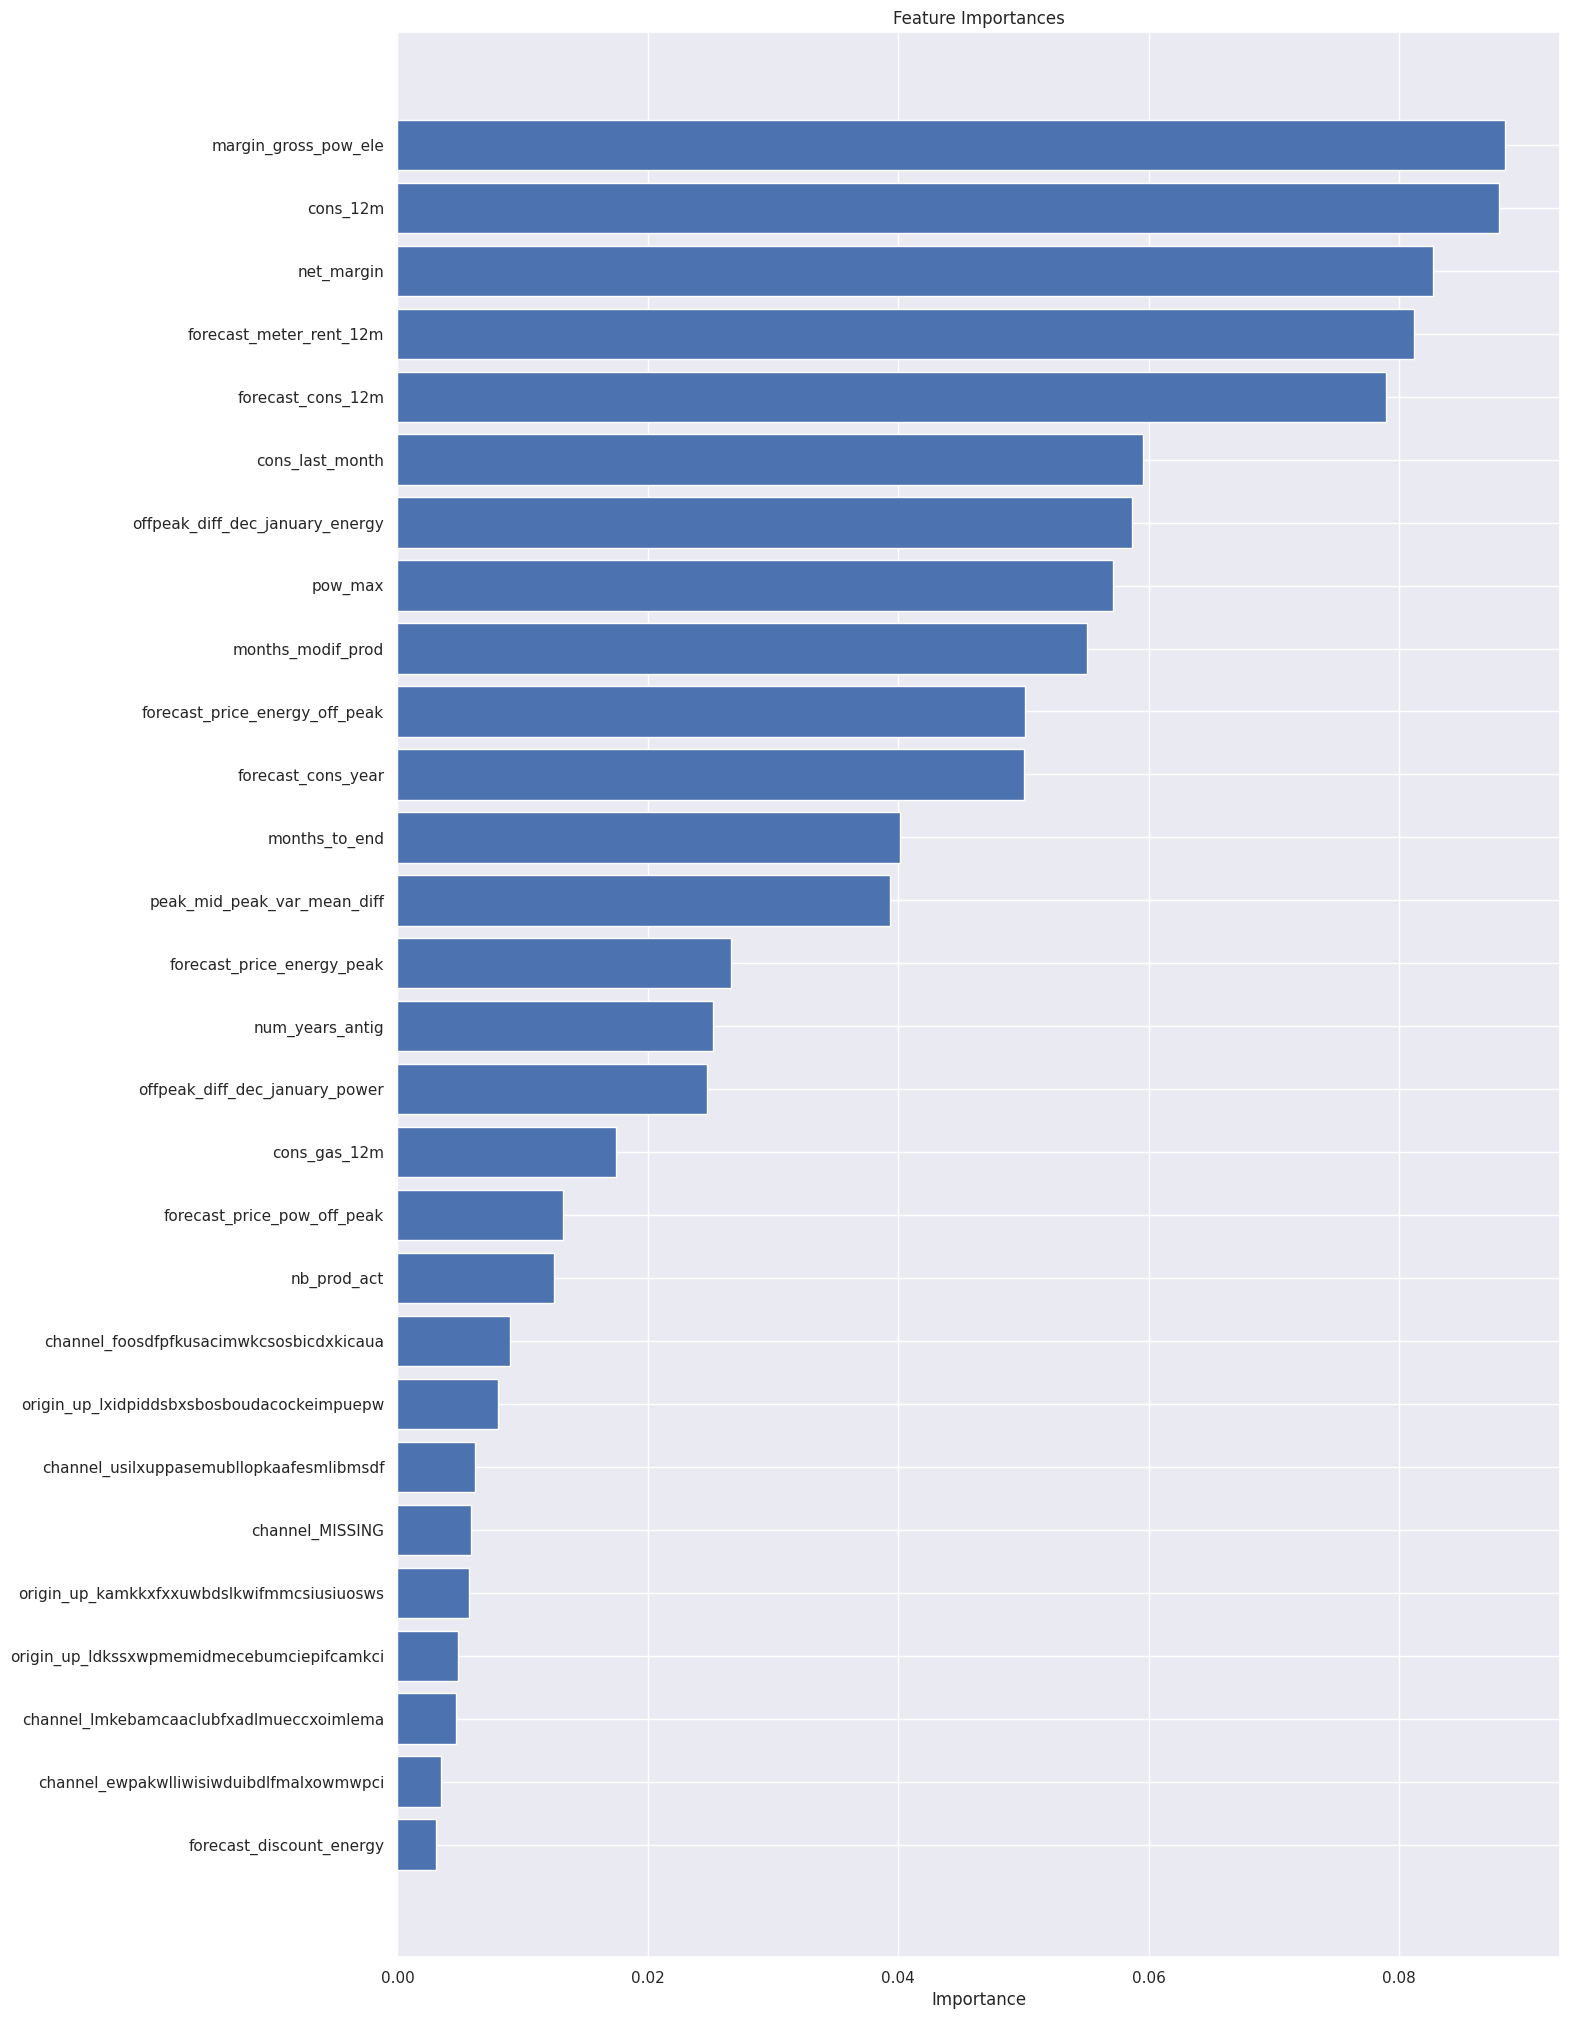 Feature Importances
margin_gross_pow_ele
cons_12m
net_margin
forecast_meter_rent_12m
forecast_cons_12m
cons_last_month
offpeak_diff_dec_january_energy
pow_max
months_modif_prod
forecast_price_energy_off_peak
forecast_cons_year
months_to_end
peak_mid_peak_var_mean_diff
forecast_price_energy_peak
num_years_antig
offpeak_diff_dec_january_power
cons_gas_12m
forecast_price_pow_off_peak
nb_prod_act
channel_foosdfpfkusacimwkcsosbicdxkicaua
origin_up_lxidpiddsbxsbosboudacockeimpuepw
channel_usilxuppasemubllopkaafesmlibmsdf
channel_MISSING
origin_up_kamkkxfxxuwbdslkwifmmcsiusiuosws
origin_up_ldkssxwpmemidmecebumciepifcamkci
channel_lmkebamcaaclubfxadlmueccxoimlema
channel_ewpakwlliwisiwduibdlfmalxowmwpci
forecast_discount_energy
0.00 0.02 0.04 0.06 0.08
Importance